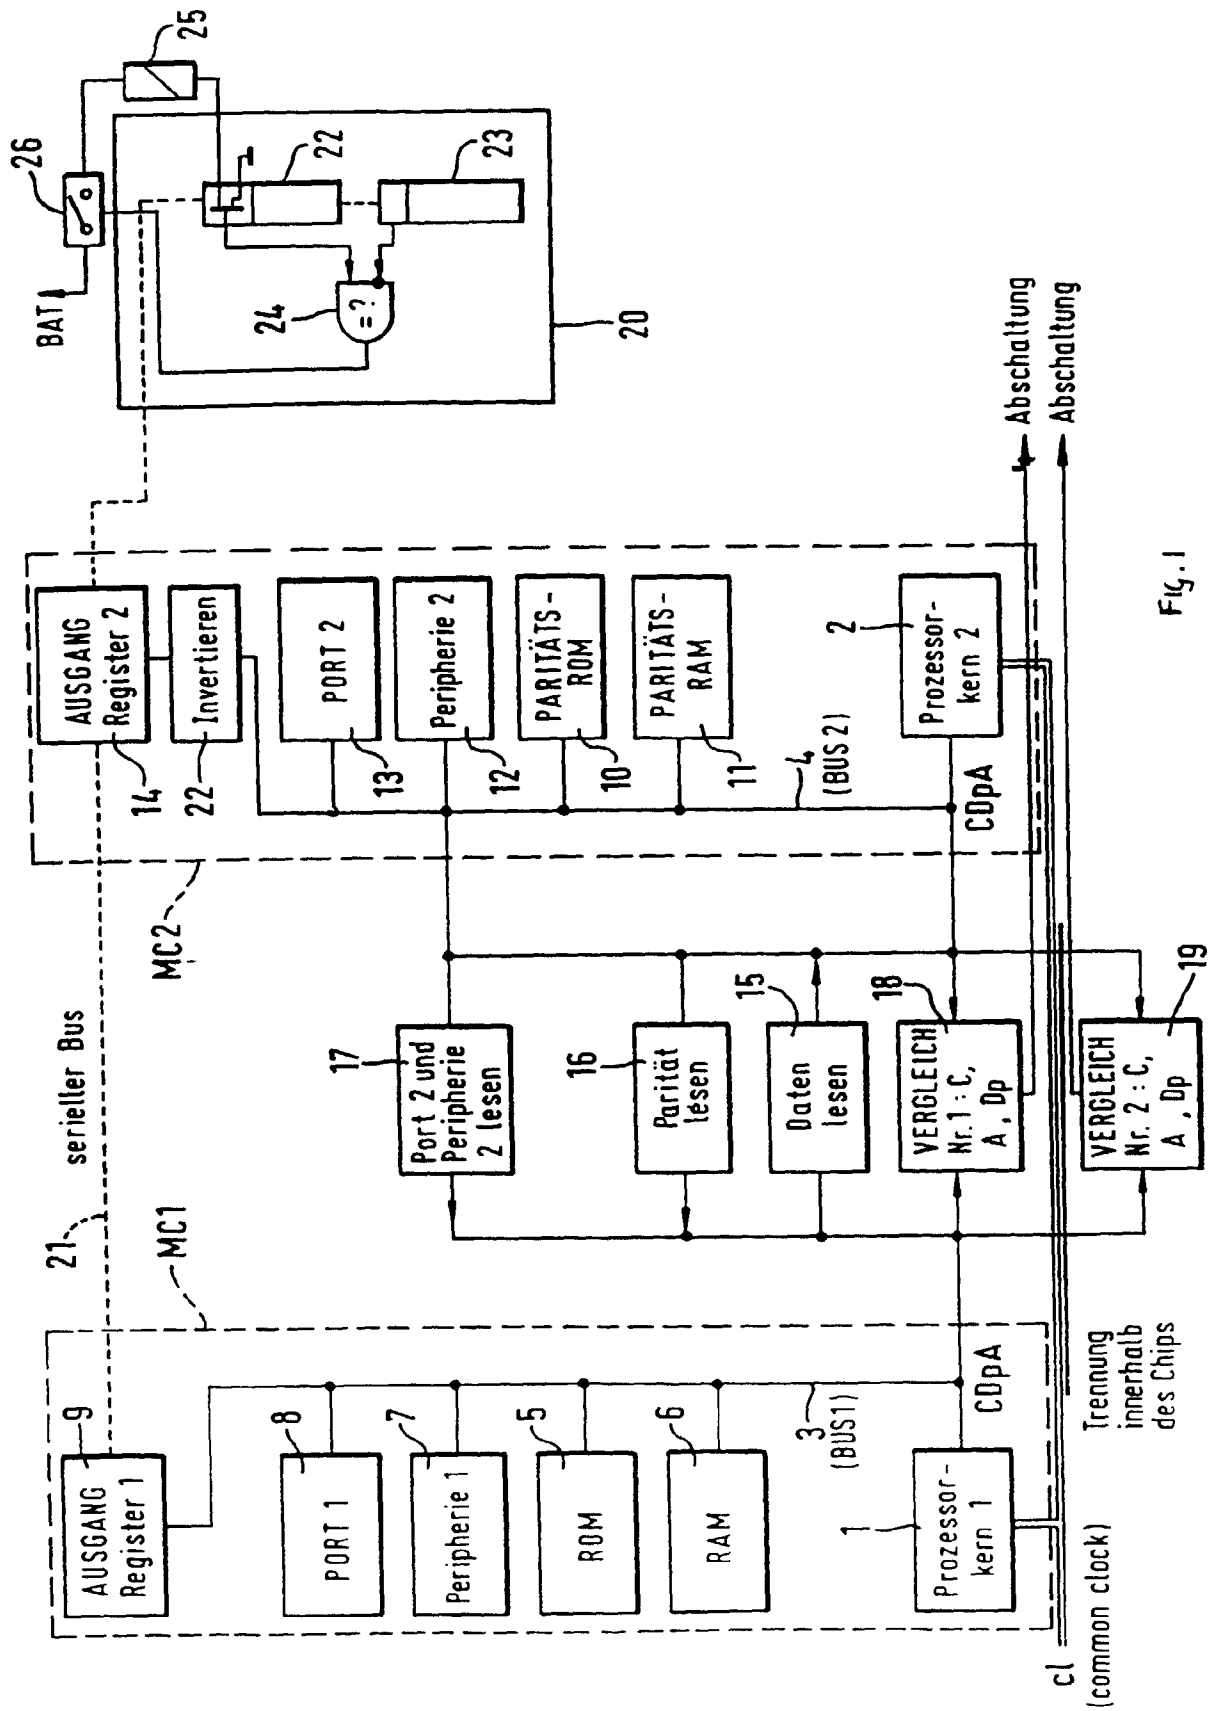 26
25
BAT
22
23
24
= ?
20
AUSGANG
Register 2
14
Invertieren
22
PORT 2
13
Peripherie 2
12
PARITÄTS-
ROM
10
PARITÄTS-
RAM
11
4
(BUS 2)
2
Prozessor-
kern 2
CDpA
MC2
Abschaltung
Abschaltung
serieller Bus
21
17
Port 2 und
Peripherie
2 lesen
16
Parität
lesen
15
Daten
lesen
18
VERGLEICH
Nr. 1 : C,
A , Dp
19
VERGLEICH
Nr. 2 : C,
A , Dp
MC1
AUSGANG
Register 1
9
PORT 1
8
Peripherie 1
7
ROM
5
RAM
6
3
(BUS1)
1
Prozessor-
kern 1
CDpA
Trennung
innerhalb
des Chips
cl
(common clock)
Fig. 1